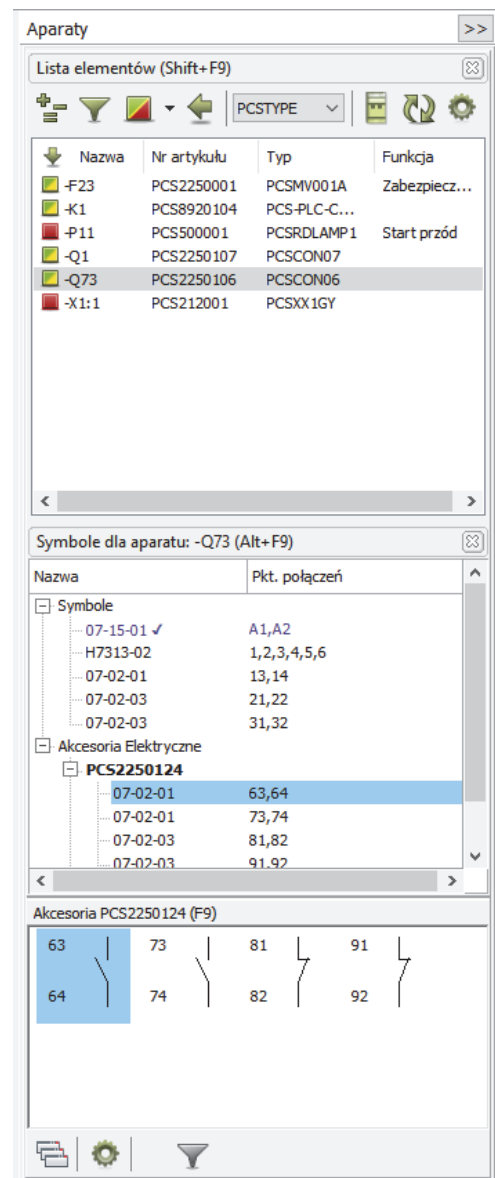 Aparaty >>
Lista elementów (Shift+F9)
PCSTYPE
Nazwa Nr artykułu Typ Funkcja
-F23 PCS2250001 PCSMV001A Zabezpiecz...
-K1 PCS8920104 PCS-PLC-C...
-P11 PCS500001 PCSRDLAMP1 Start przód
-Q1 PCS2250107 PCSCON07
-Q73 PCS2250106 PCSCON06
-X1:1 PCS212001 PCSXX1GY
Symbole dla aparatu: -Q73 (Alt+F9)
Nazwa Pkt. połączeń
Symbole
07-15-01 ✓ A1,A2
H7313-02 1,2,3,4,5,6
07-02-01 13,14
07-02-03 21,22
07-02-03 31,32
Akcesoria Elektryczne
PCS2250124
07-02-01 63,64
07-02-01 73,74
07-02-03 81,82
07-02-03 91,92
Akcesoria PCS2250124 (F9)
63 73 81 91
64 74 82 92